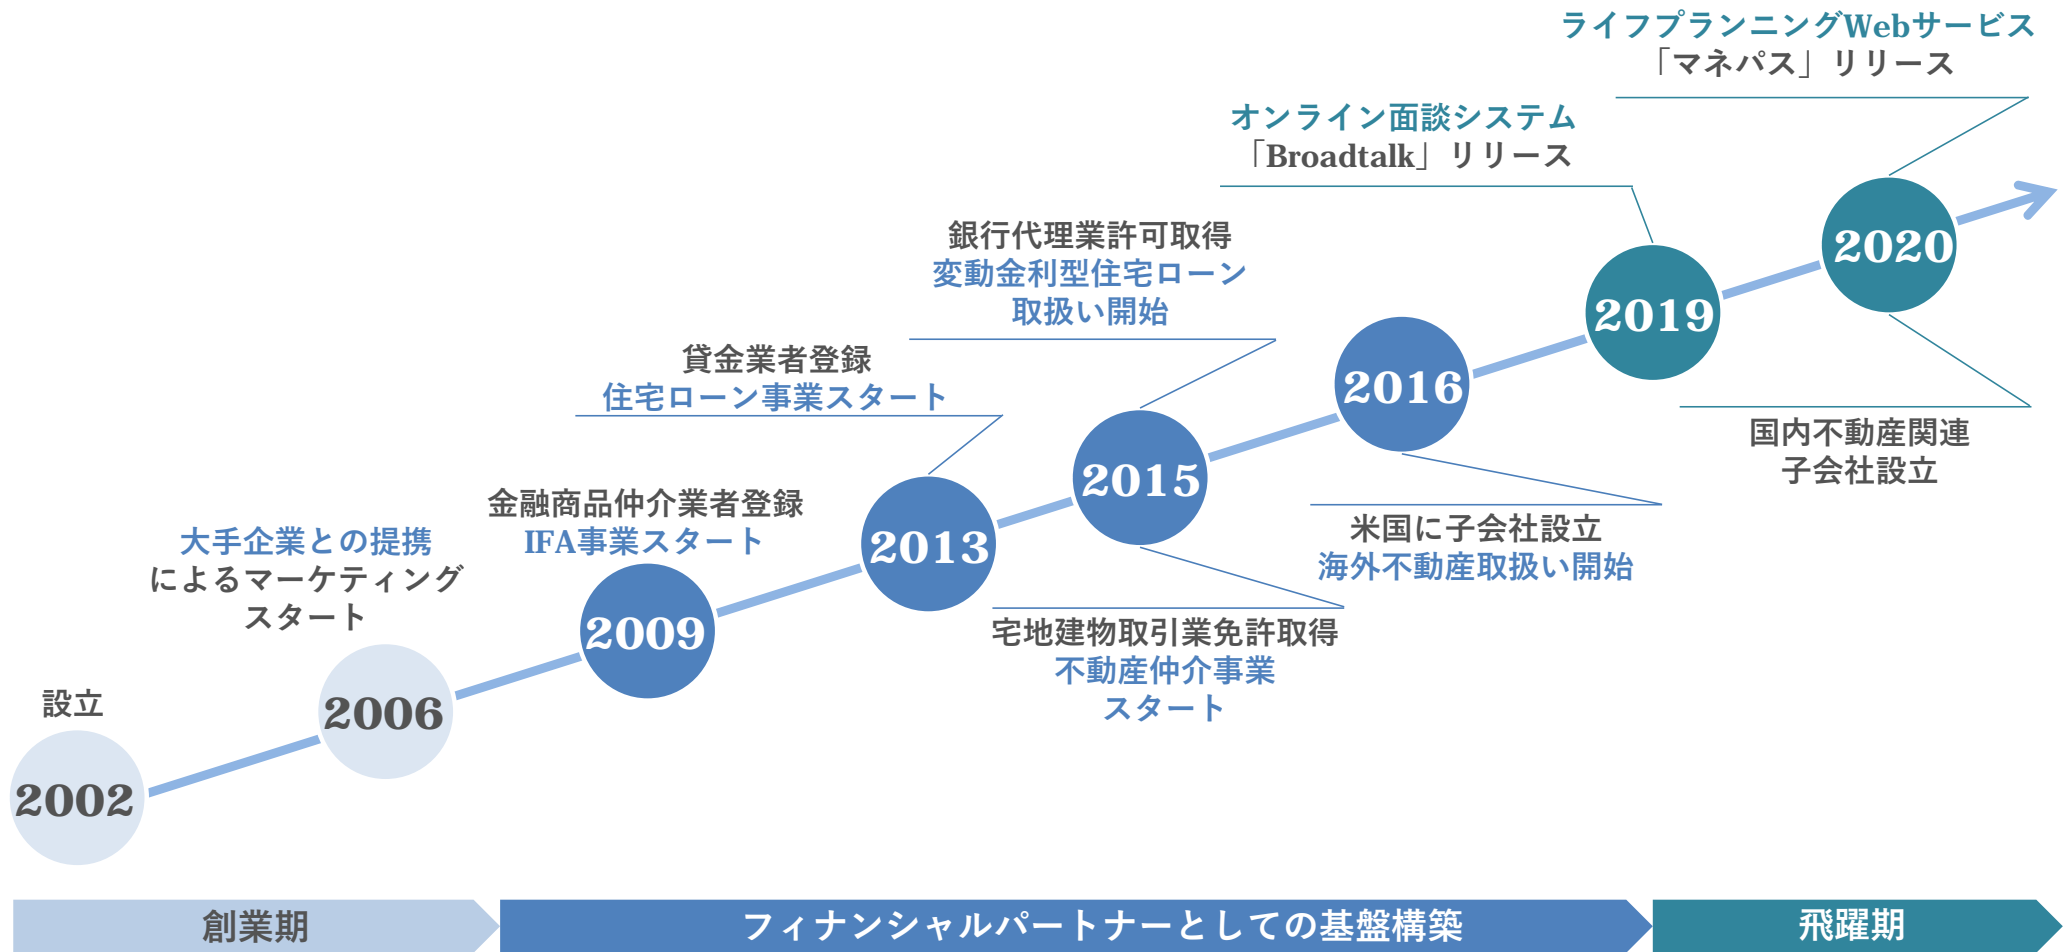 ライフプランニングWebサービス
「マネパス」リリース
オンライン面談システム
「Broadtalk」リリース
銀行代理業許可取得
変動金利型住宅ローン
取扱い開始
貸金業者登録
住宅ローン事業スタート
金融商品仲介業者登録
IFA事業スタート
大手企業との提携
によるマーケティング
スタート
設立
2002
2006
2009
2013
2015
2016
2019
2020
国内不動産関連
子会社設立
米国に子会社設立
海外不動産取扱い開始
宅地建物取引業免許取得
不動産仲介事業
スタート
創業期
フィナンシャルパートナーとしての基盤構築
飛躍期